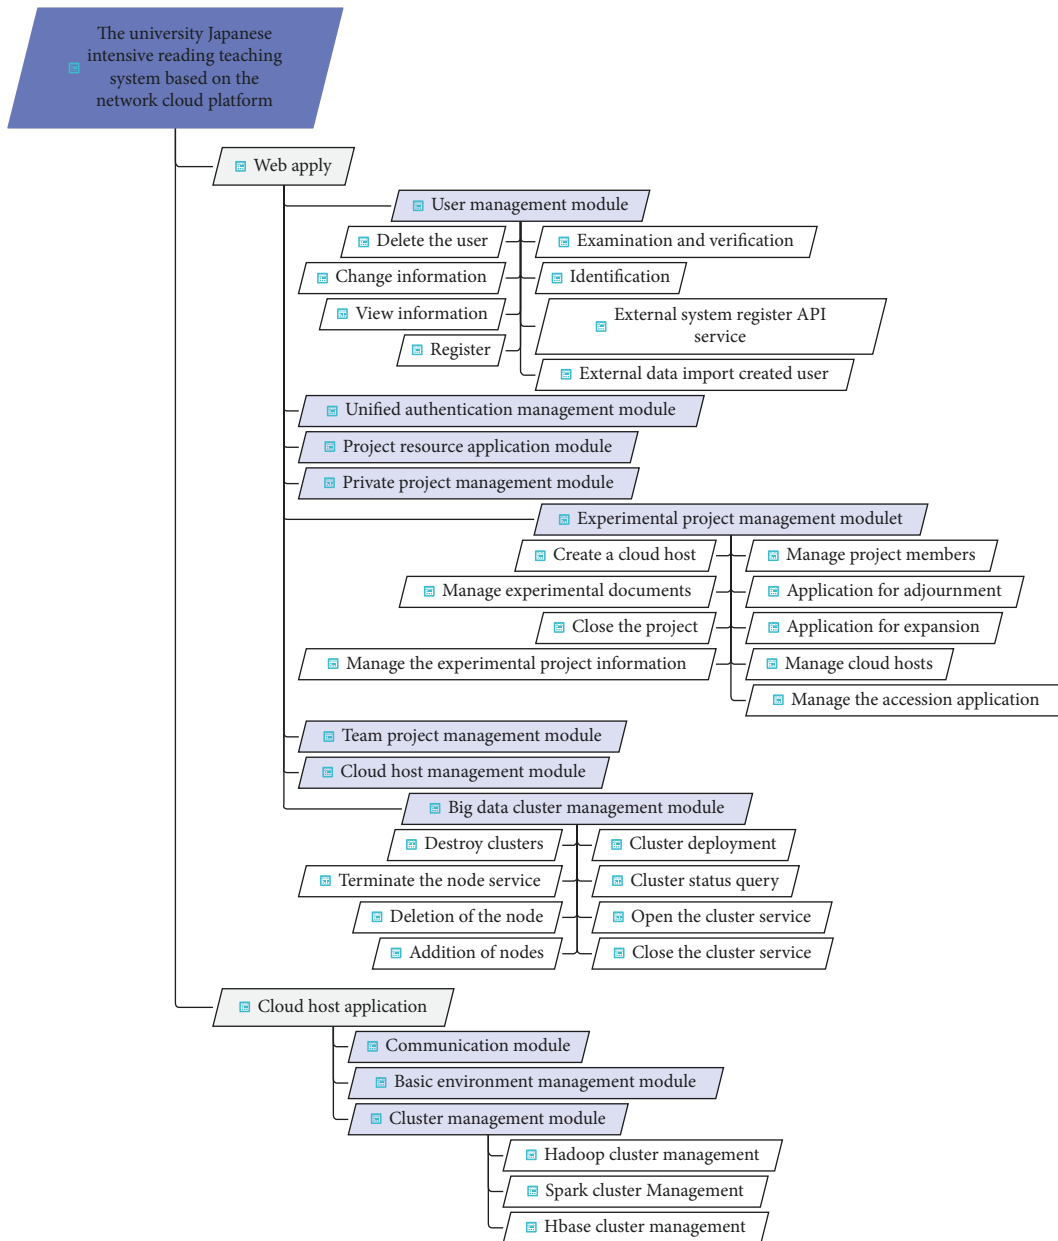 The university Japanese
intensive reading teaching
system based on the
network cloud platform
Web apply
User management module
Delete the user
Examination and verification
Change information
Identification
View information
External system register API
service
Register
External data import created user
Unified authentication management module
Project resource application module
Private project management module
Experimental project management modulet
Create a cloud host
Manage project members
Manage experimental documents
Application for adjournment
Close the project
Application for expansion
Manage the experimental project information
Manage cloud hosts
Manage the accession application
Team project management module
Cloud host management module
Big data cluster management module
Destroy clusters
Cluster deployment
Terminate the node service
Cluster status query
Deletion of the node
Open the cluster service
Addition of nodes
Close the cluster service
Cloud host application
Communication module
Basic environment management module
Cluster management module
Hadoop cluster management
Spark cluster Management
Hbase cluster management